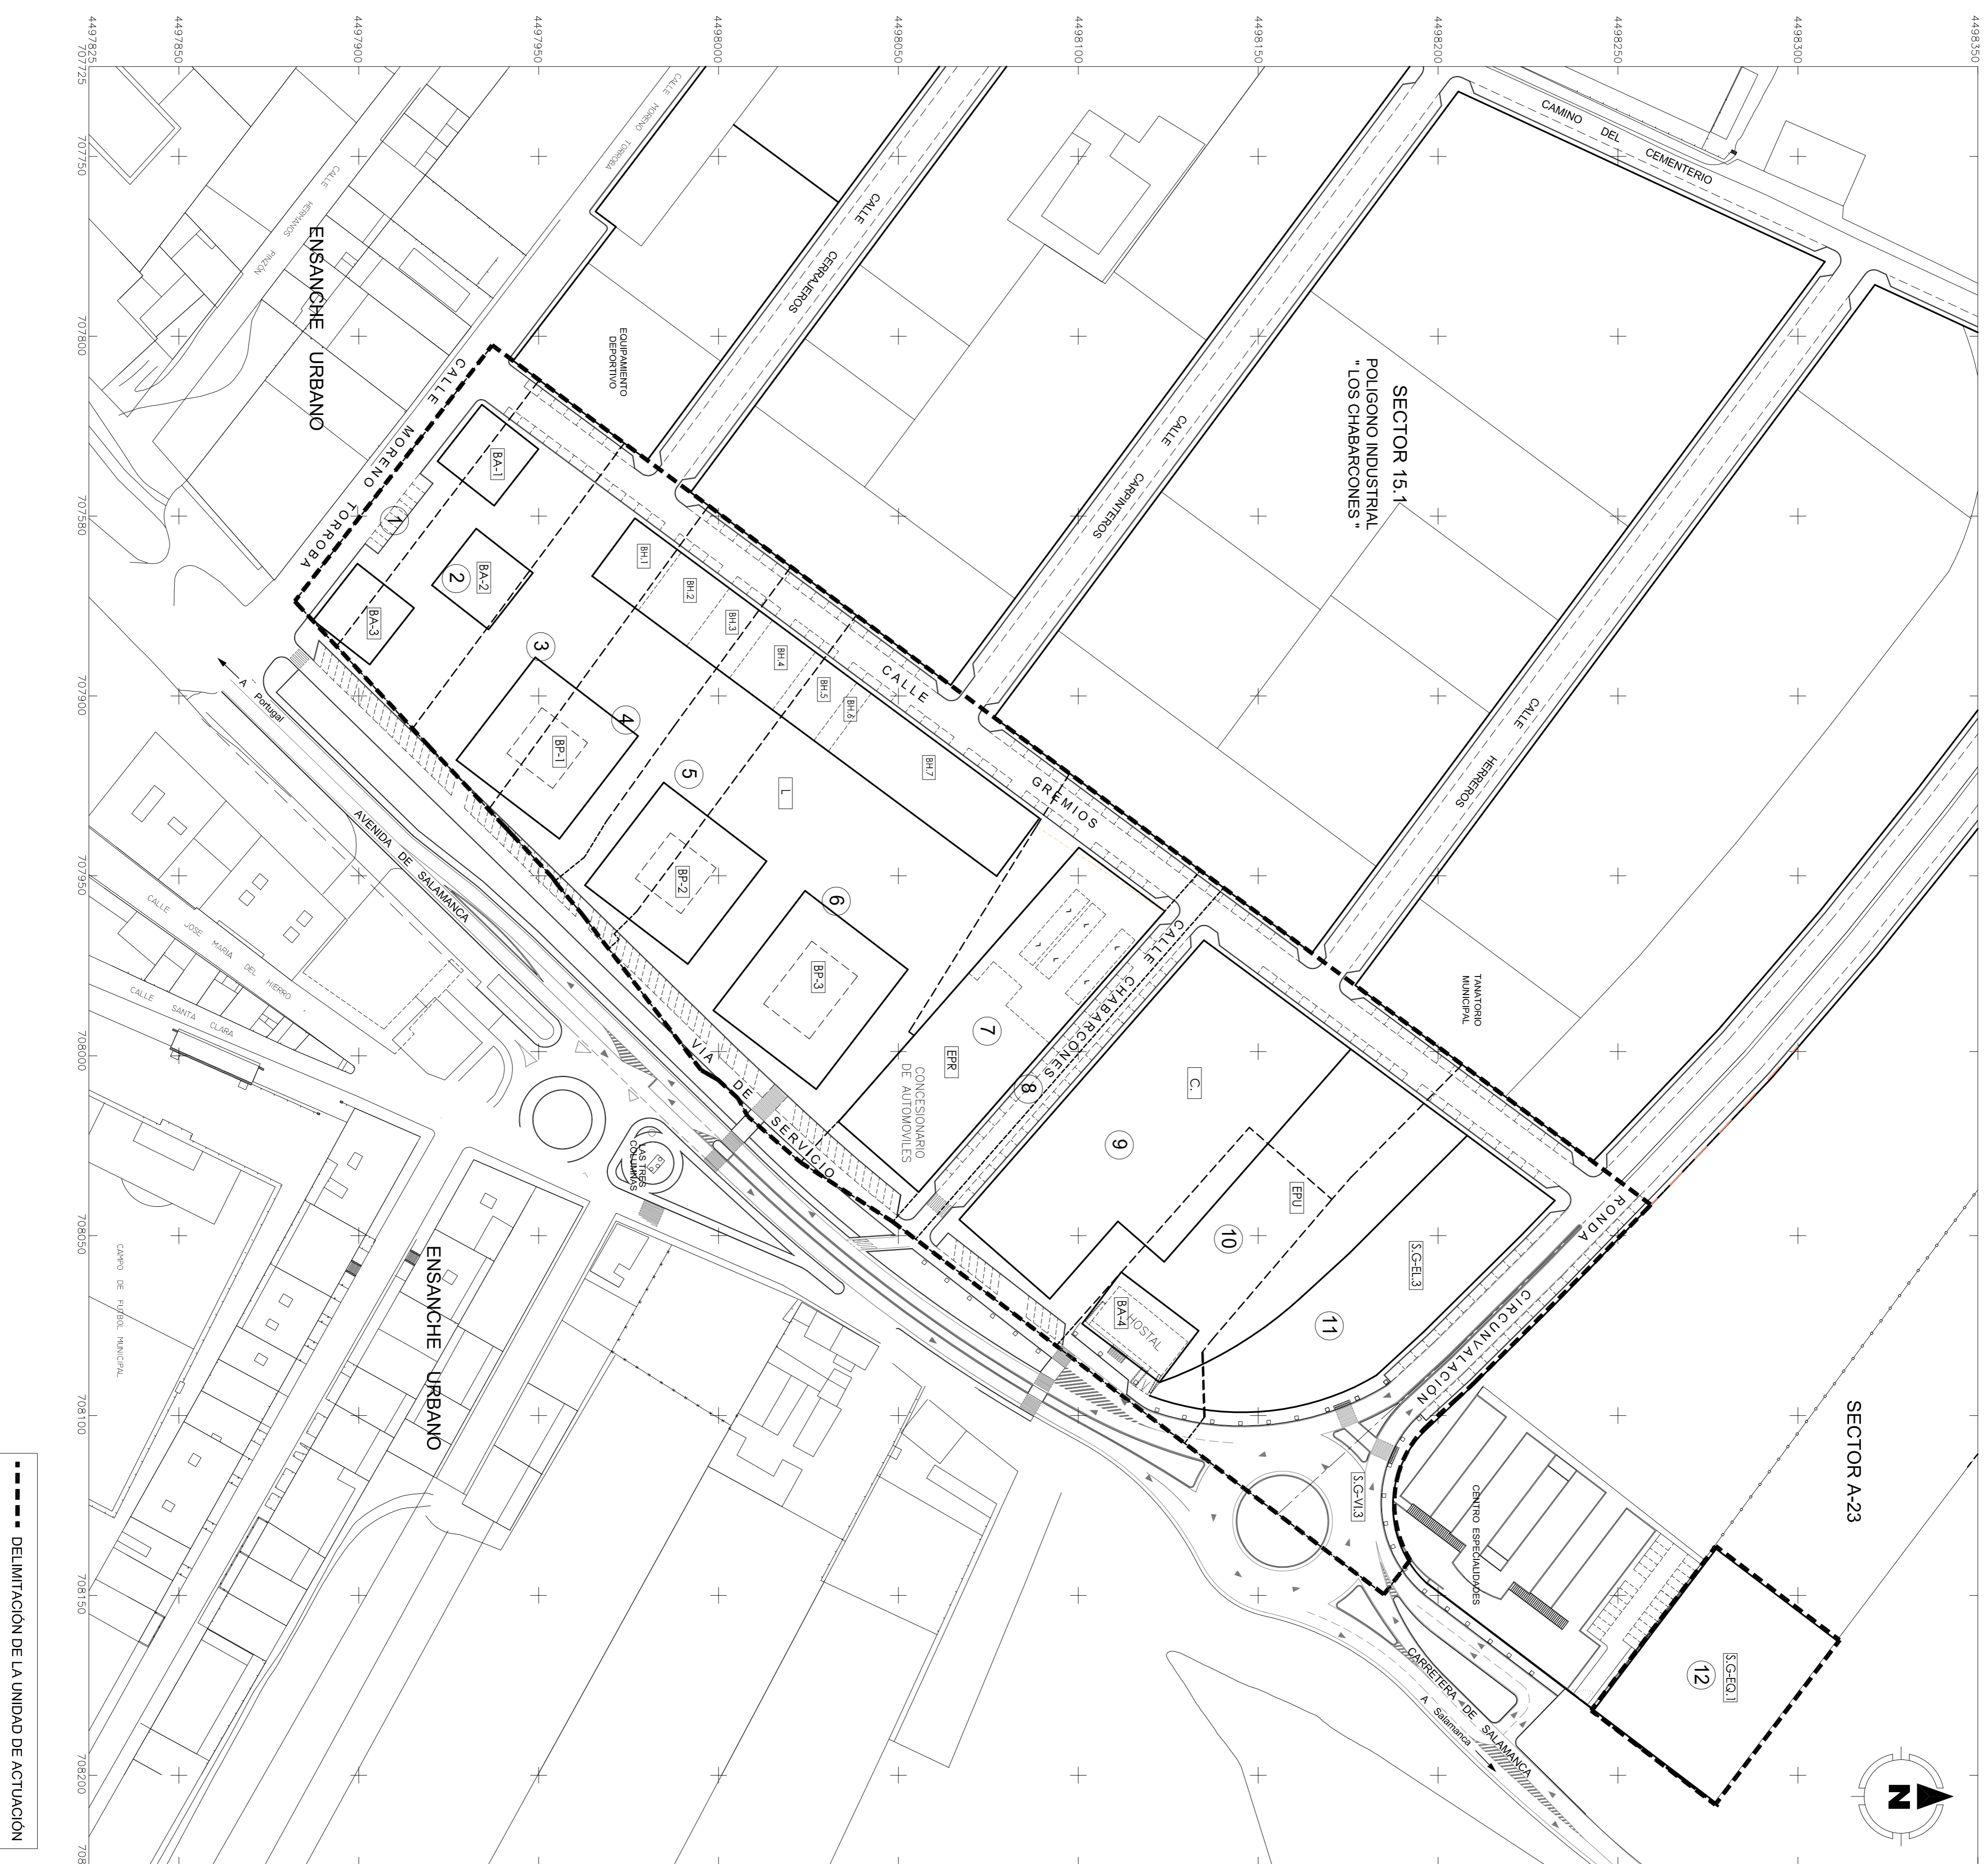 4498350
4498300
4498250
4498200
4498150
4498100
4498050
4498000
4497950
4497900
4497850
4497825
707725
707750
707800
707580
707900
707950
708000
708050
708100
708150
708200
708
SECTOR A-23
SECTOR 15.1
POLIGONO INDUSTRIAL
" LOS CHABARCONES "
CAMINO DEL CEMENTERIO
CALLE HERREROS
CALLE CARPINTEROS
CALLE CERRAJEROS
CALLE MORENO TORROBA
CALLE HERMANOS PINZÓN
ENSANCHE URBANO
EQUIPAMIENTO
DEPORTIVO
TANATORIO
MUNICIPAL
CALLE GREMIOS
CALLE MORENO TORROBA
CALLE CHABARCONES
RONDA CIRCUNVALACIÓN
VIA DE SERVICIO
BA-1
BA-2
BA-3
BA-4
HOSTAL
BH.1
BH.2
BH.3
BH.4
BH.5
BH.6
BH.7
L
BP-1
BP-2
BP-3
EPR
CONCESIONARIO
DE AUTOMOVILES
C.
EPU
S.G-EL.3
S.G-VI.3
S.G-EQ.1
1
2
3
4
5
6
7
8
9
10
11
12
CENTRO ESPECIALIDADES
CARRETERA DE SALAMANCA
A Salamanca
A Portugal
AVENIDA DE SALAMANCA
LAS TRES
COLUMNAS
CALLE JOSE MARIA DEL HIERRO
CALLE SANTA CLARA
CAMPO DE FUTBOL MUNICIPAL
ENSANCHE URBANO
N
DELIMITACIÓN DE LA UNIDAD DE ACTUACIÓN